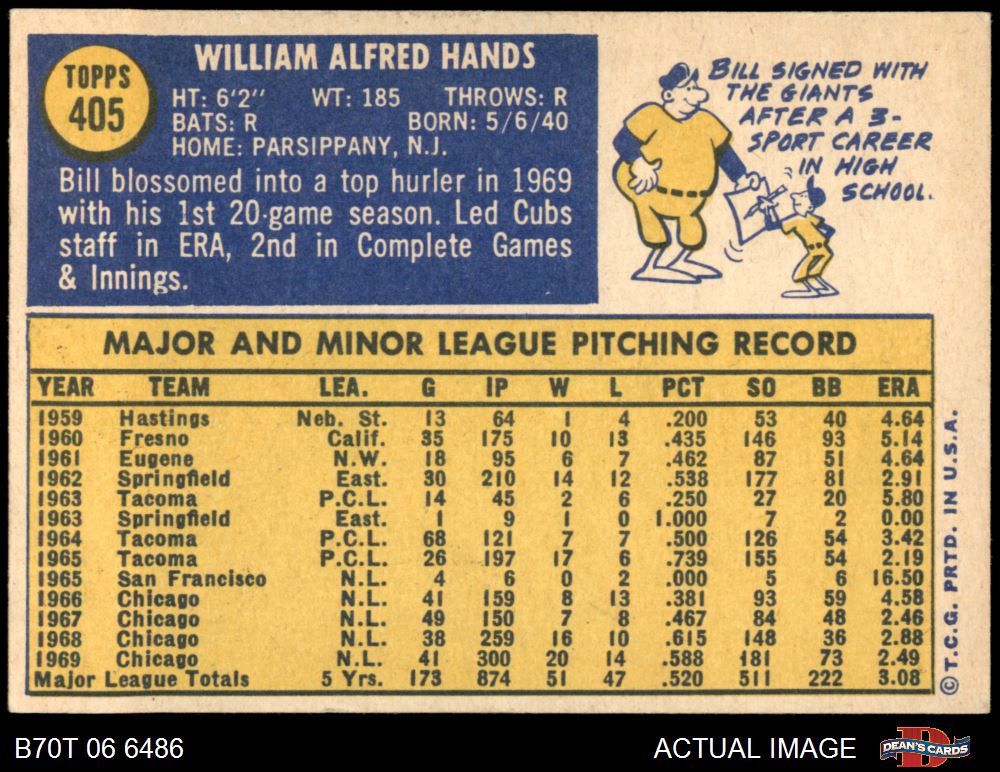 TOPPS
405
WILLIAM ALFRED HANDS
HT: 6'2" WT: 185 THROWS: R
BATS: R BORN: 5/6/40
HOME: PARSIPPANY, N.J.
Bill blossomed into a top hurler in 1969
with his 1st 20-game season. Led Cubs
staff in ERA, 2nd in Complete Games
& Innings.
BILL SIGNED WITH
THE GIANTS
AFTER A 3-
SPORT CAREER
IN HIGH
SCHOOL.
MAJOR AND MINOR LEAGUE PITCHING RECORD
YEAR TEAM LEA. G IP W L PCT SO BB ERA
1959 Hastings Neb. St. 13 64 1 4 .200 53 40 4.64
1960 Fresno Calif. 35 175 10 13 .435 146 93 5.14
1961 Eugene N.W. 18 95 6 7 .462 87 51 4.64
1962 Springfield East. 30 210 14 12 .538 177 81 2.91
1963 Tacoma P.C.L. 14 45 2 6 .250 27 20 5.80
1963 Springfield East. 1 9 1 0 1.000 7 2 0.00
1964 Tacoma P.C.L. 68 121 7 7 .500 126 54 3.42
1965 Tacoma P.C.L. 26 197 17 6 .739 155 54 2.19
1965 San Francisco N.L. 4 6 0 2 .000 5 6 16.50
1966 Chicago N.L. 41 159 8 13 .381 93 59 4.58
1967 Chicago N.L. 49 150 7 8 .467 84 48 2.46
1968 Chicago N.L. 38 259 16 10 .615 148 36 2.88
1969 Chicago N.L. 41 300 20 14 .588 181 73 2.49
Major League Totals 5 Yrs. 173 874 51 47 .520 511 222 3.08
© T.C.G. PRTD. IN U.S.A.
B70T 06 6486
ACTUAL IMAGE
DEAN'S CARDS